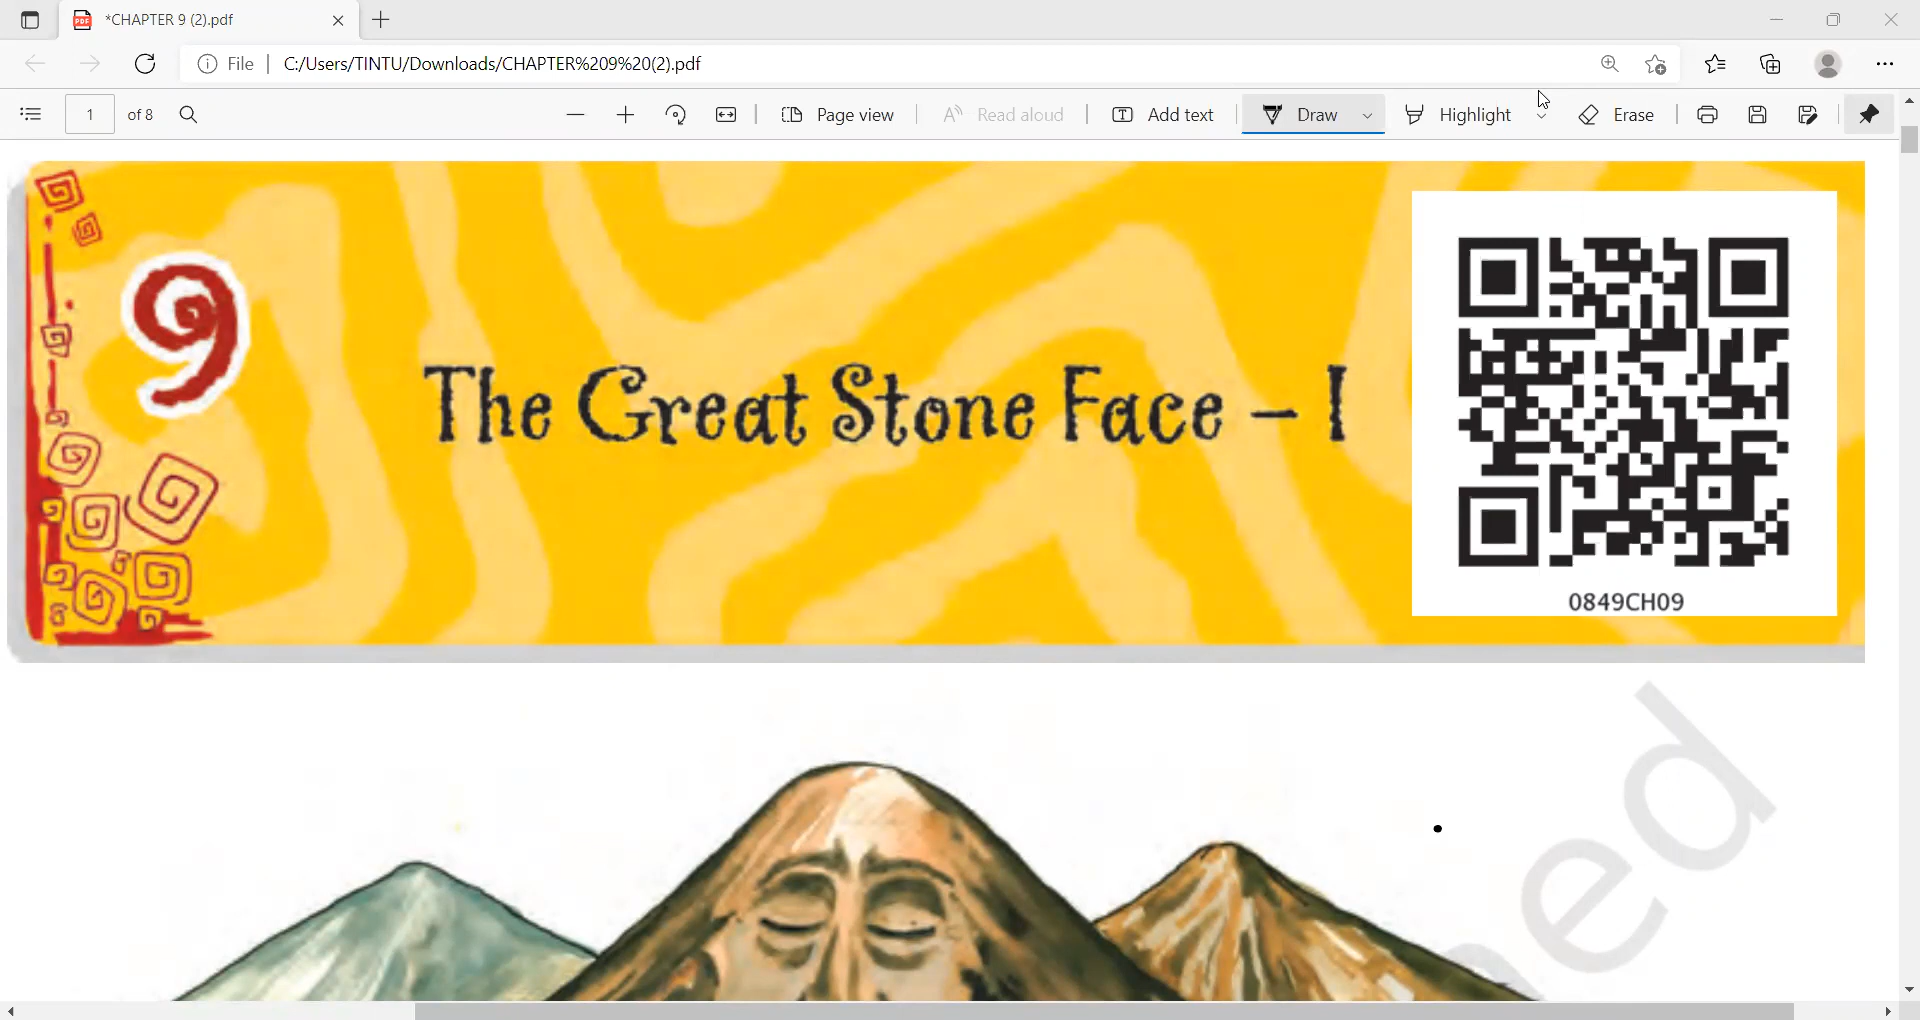 *CHAPTER 9 (2).pdf
File C:/Users/TINTU/Downloads/CHAPTER%209%20(2).pdf
1 of 8 Page view Read aloud Add text Draw Highlight Erase
9
The Great Stone Face – I
0849CH09
ed